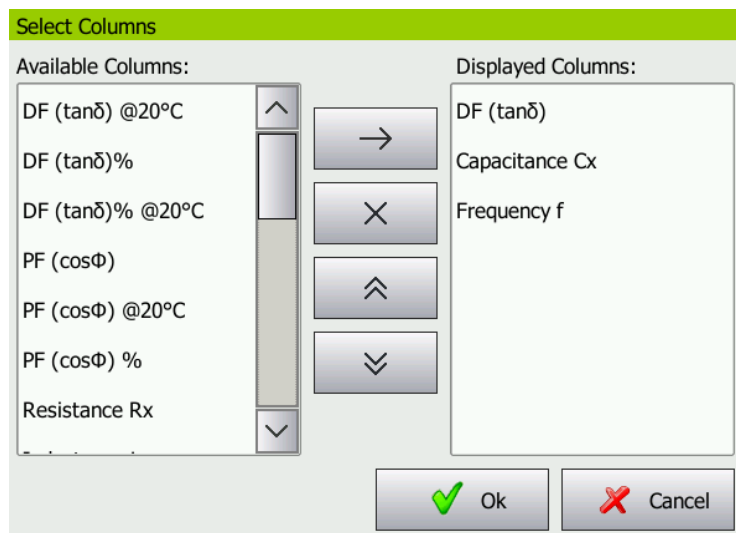 Select Columns
Available Columns:
DF (tanδ) @20°C
DF (tanδ)%
DF (tanδ)% @20°C
PF (cosΦ)
PF (cosΦ) @20°C
PF (cosΦ) %
Resistance Rx
Displayed Columns:
DF (tanδ)
Capacitance Cx
Frequency f
Ok
Cancel